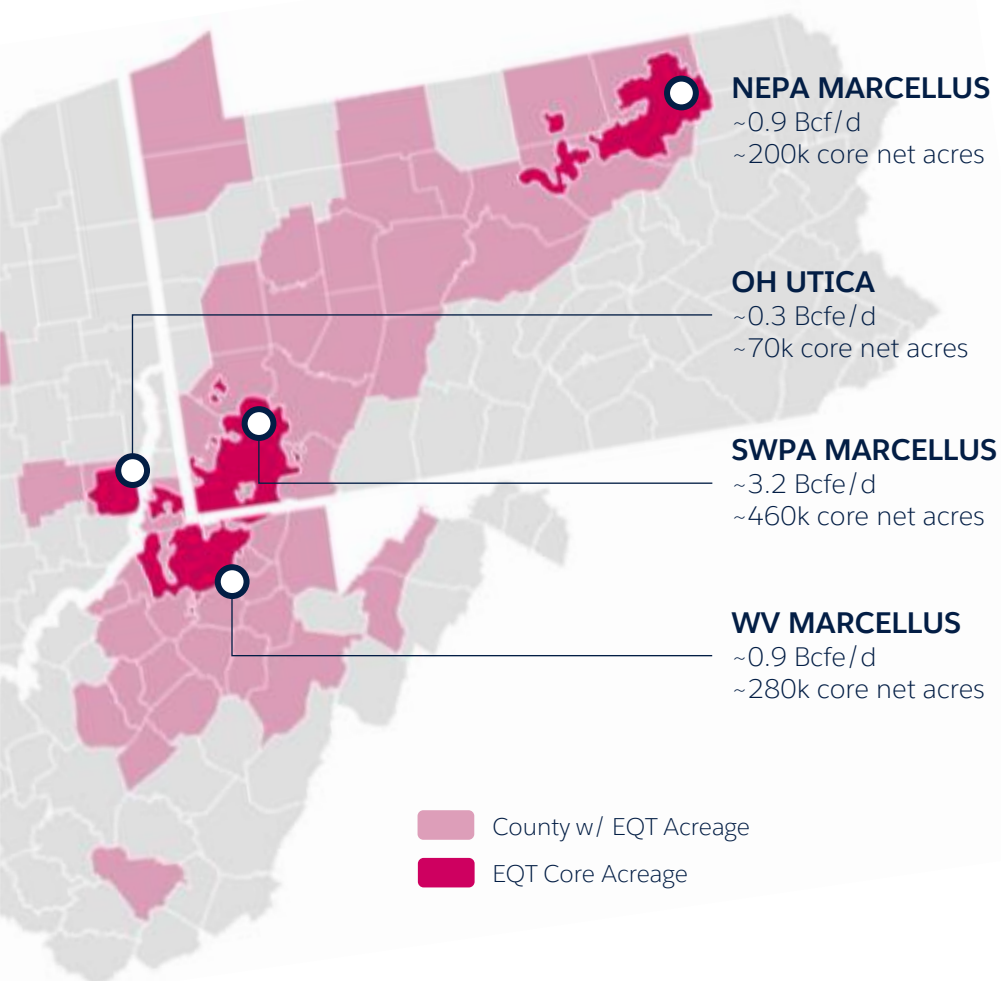 NEPA MARCELLUS
~0.9 Bcf/d
~200k core net acres
OH UTICA
~0.3 Bcfe/d
~70k core net acres
SWPA MARCELLUS
~3.2 Bcfe/d
~460k core net acres
WV MARCELLUS
~0.9 Bcfe/d
~280k core net acres
County w/ EQT Acreage
EQT Core Acreage